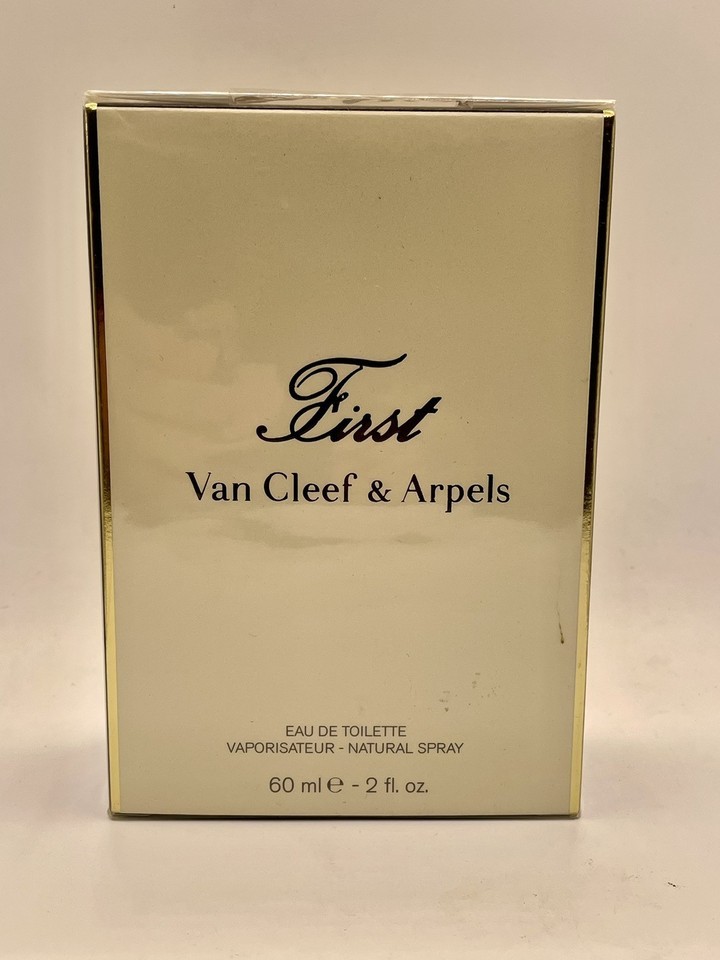 First
Van Cleef & Arpels
EAU DE TOILETTE
VAPORISATEUR - NATURAL SPRAY
60 ml ℮ - 2 fl. oz.